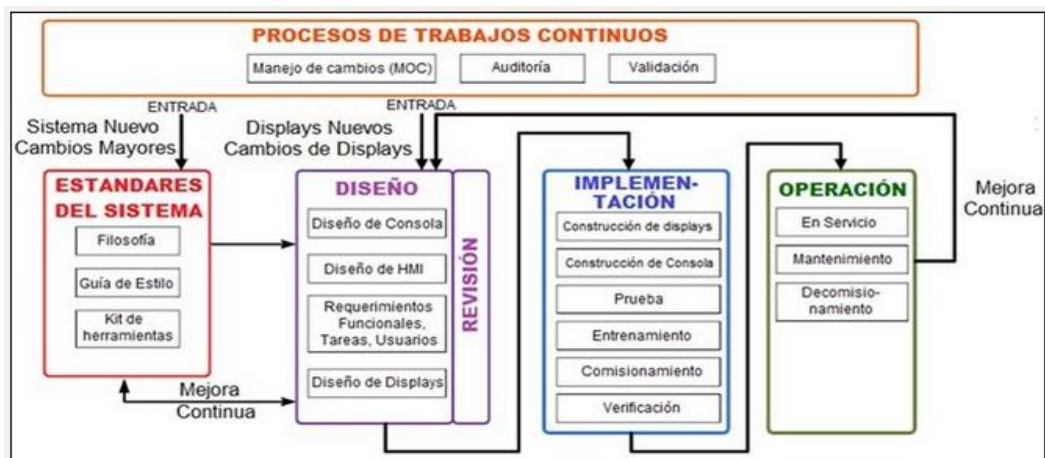 PROCESOS DE TRABAJOS CONTINUOS
Manejo de cambios (MOC)
Auditoría
Validación
ENTRADA
Sistema Nuevo
Cambios Mayores
ENTRADA
Displays Nuevos
Cambios de Displays
ESTANDARES
DEL SISTEMA
Filosofía
Guía de Estilo
Kit de
herramientas
Mejora
Continua
DISEÑO
Diseño de Consola
Diseño de HMI
Requerimientos
Funcionales,
Tareas, Usuarios
Diseño de Displays
REVISIÓN
IMPLEMEN-
TACIÓN
Construcción de displays
Construcción de Consola
Prueba
Entrenamiento
Comisionamiento
Verificación
OPERACIÓN
En Servicio
Mantenimiento
Decomisio-
namiento
Mejora
Continua